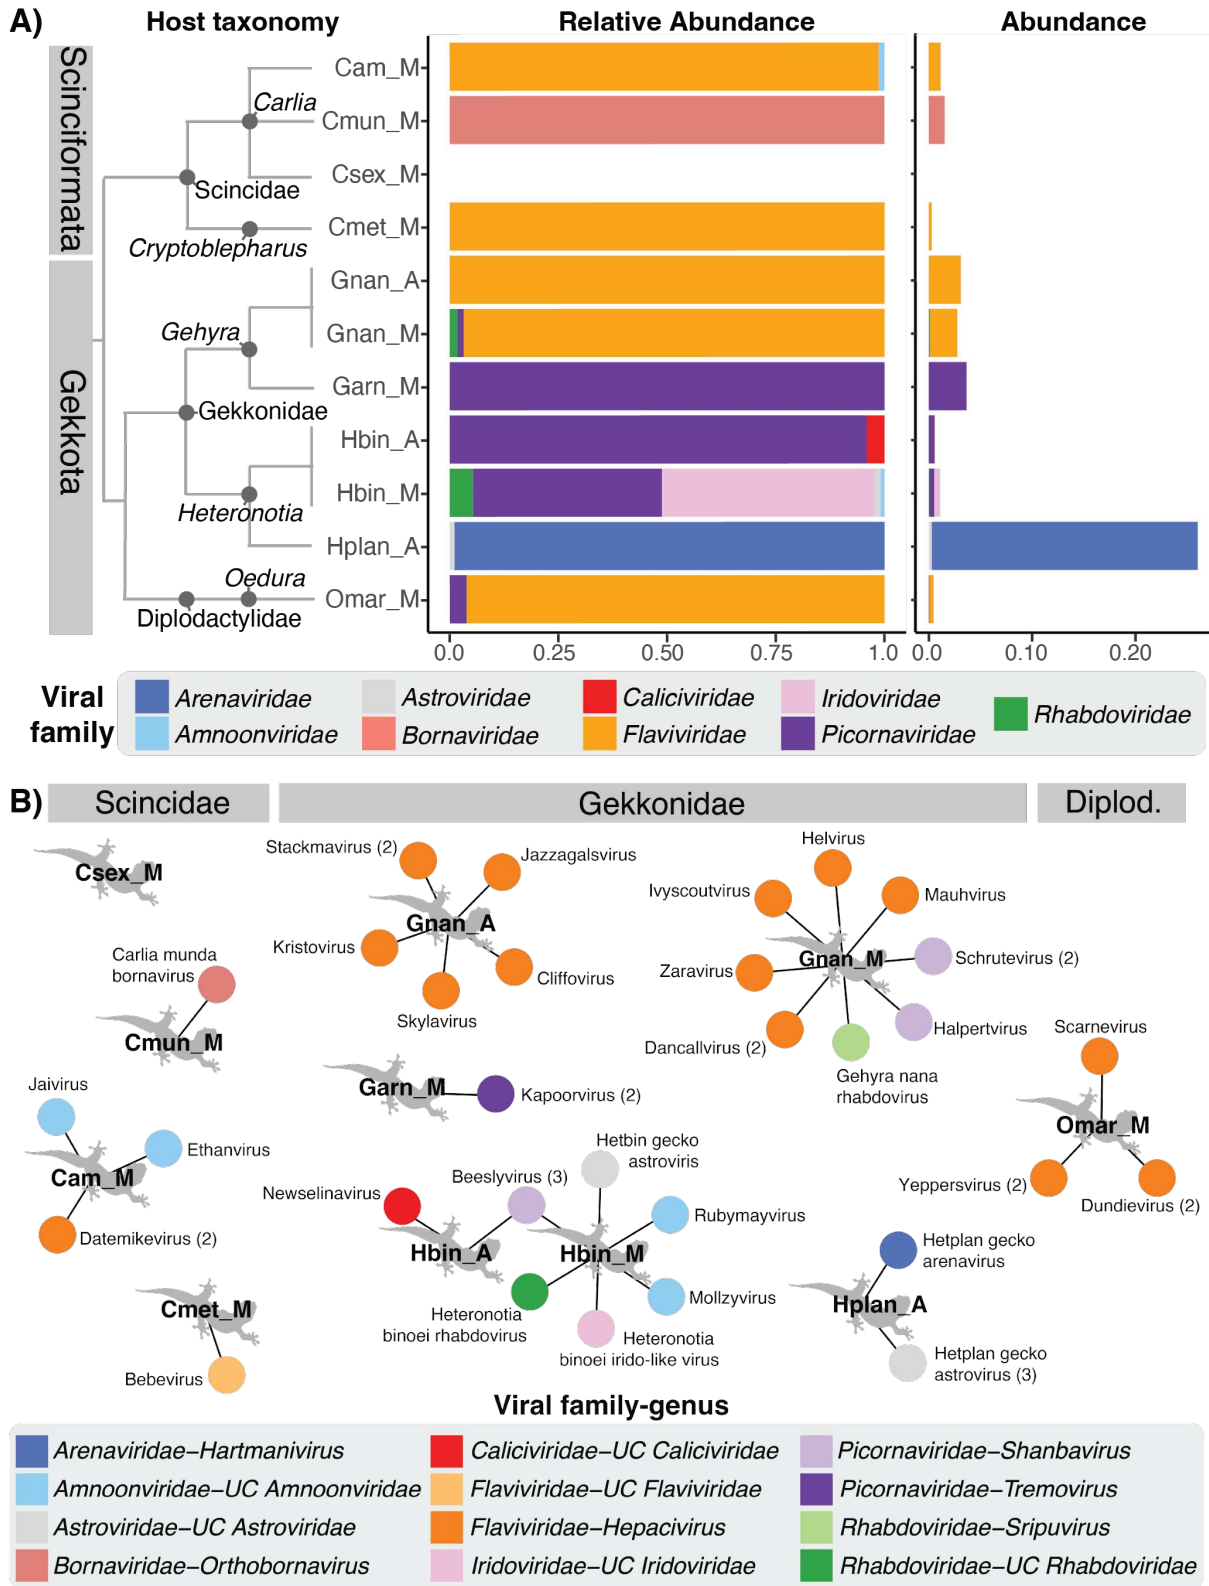 A)
Host taxonomy
Relative Abundance
Abundance
Scinciformata
Gekkota
Carlia
Scincidae
Cryptoblepharus
Gehyra
Gekkonidae
Heteronotia
Oedura
Diplodactylidae
Cam_M
Cmun_M
Csex_M
Cmet_M
Gnan_A
Gnan_M
Garn_M
Hbin_A
Hbin_M
Hplan_A
Omar_M
0.0 0.25 0.50 0.75 1.0
0.0 0.10 0.20
Viral
family
Arenaviridae
Amnoonviridae
Astroviridae
Bornaviridae
Caliciviridae
Flaviviridae
Iridoviridae
Picornaviridae
Rhabdoviridae
B)
Scincidae
Gekkonidae
Diplod.
Csex_M
Carlia munda
bornavirus
Cmun_M
Jaivirus
Ethanvirus
Cam_M
Datemikevirus (2)
Cmet_M
Bebevirus
Stackmavirus (2)
Jazzagalsvirus
Gnan_A
Kristovirus
Cliffovirus
Skylavirus
Helvirus
Ivyscoutvirus
Mauhvirus
Gnan_M
Schrutevirus (2)
Zaravirus
Halpertvirus
Dancallvirus (2)
Gehyra nana
rhabdovirus
Garn_M
Kapoorvirus (2)
Hetbin gecko
astroviris
Beeslyvirus (3)
Newselinavirus
Rubymayvirus
Hbin_A
Hbin_M
Mollzyvirus
Heteronotia
binoei rhabdovirus
Heteronotia
binoei irido-like virus
Scarnevirus
Omar_M
Yeppersvirus (2)
Dundievirus (2)
Hetplan gecko
arenavirus
Hplan_A
Hetplan gecko
astrovirus (3)
Viral family-genus
Arenaviridae–Hartmanivirus
Amnoonviridae–UC Amnoonviridae
Astroviridae–UC Astroviridae
Bornaviridae–Orthobornavirus
Caliciviridae–UC Caliciviridae
Flaviviridae–UC Flaviviridae
Flaviviridae–Hepacivirus
Iridoviridae–UC Iridoviridae
Picornaviridae–Shanbavirus
Picornaviridae–Tremovirus
Rhabdoviridae–Sripuvirus
Rhabdoviridae–UC Rhabdoviridae